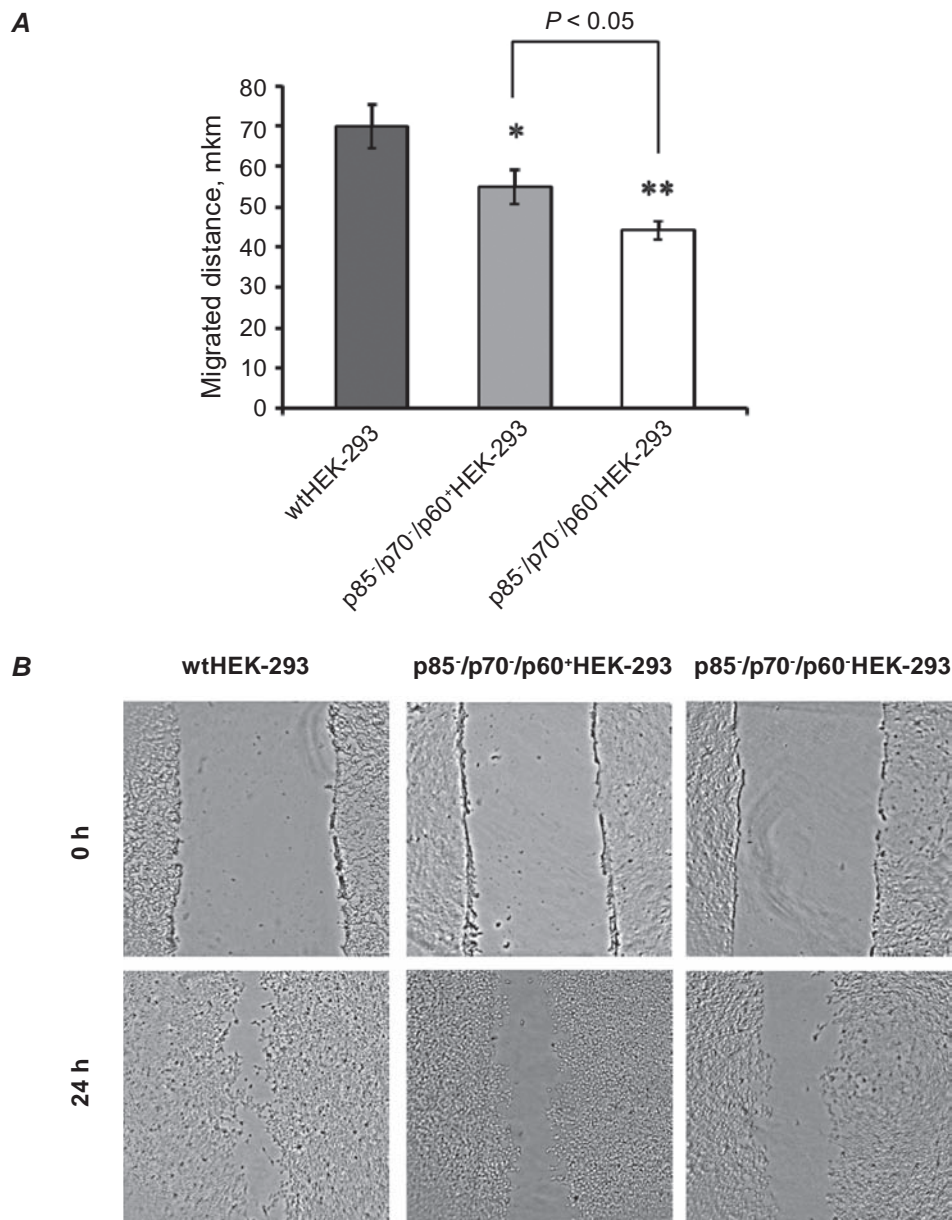 A
P < 0.05
Migrated distance, mkm
80
70
60
50
40
30
20
10
0
*
**
wtHEK-293
p85⁻/p70⁻/p60⁺HEK-293
p85⁻/p70⁻/p60⁻HEK-293
B
wtHEK-293 p85⁻/p70⁻/p60⁺HEK-293 p85⁻/p70⁻/p60⁻HEK-293
0 h
24 h